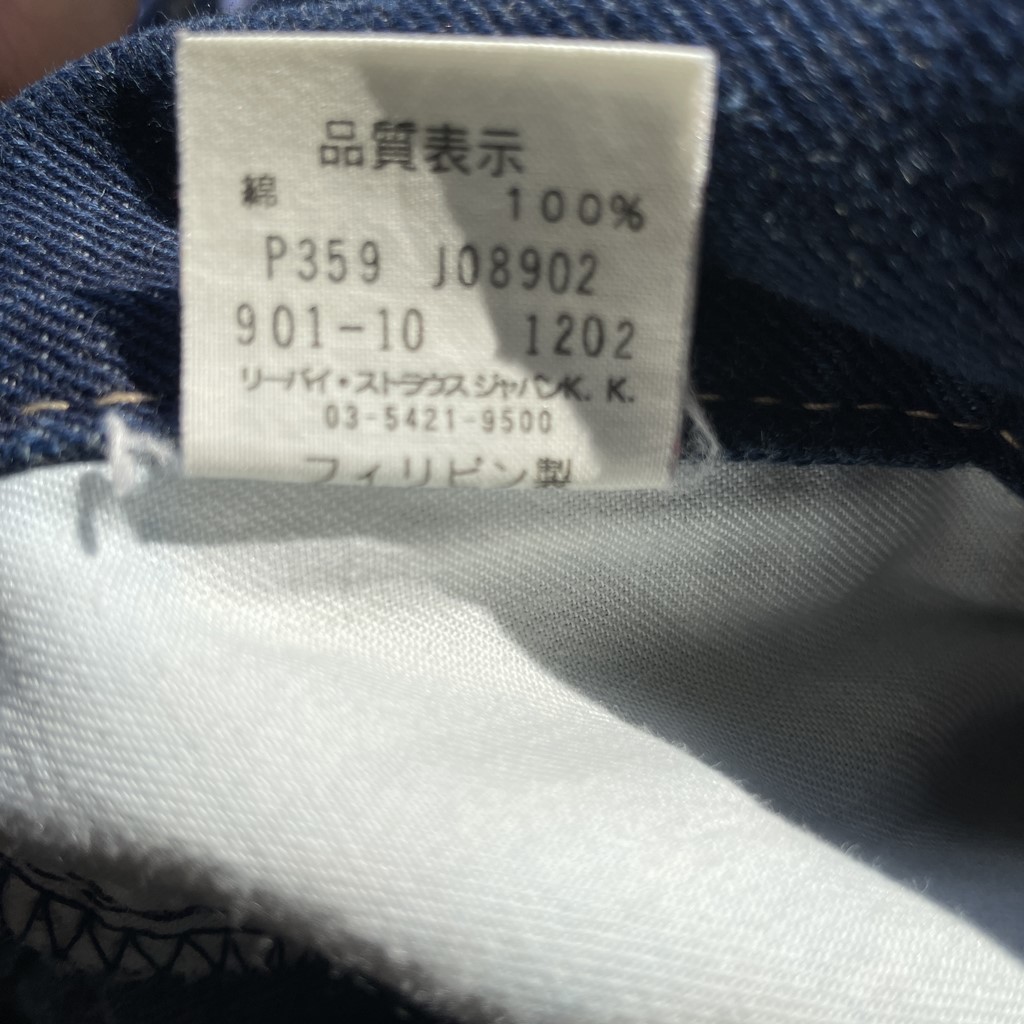 品質表示
綿 100%
P359 J08902
901-10 1202
リーバイ・ストラウスジャパンK. K.
03-5421-9500
フィリピン製